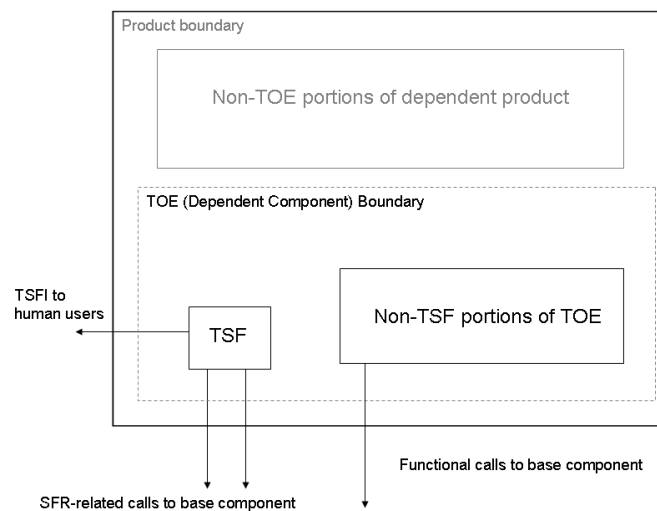 Product boundary
Non-TOE portions of dependent product
TOE (Dependent Component) Boundary
TSFI to
human users
TSF
Non-TSF portions of TOE
Functional calls to base component
SFR-related calls to base component